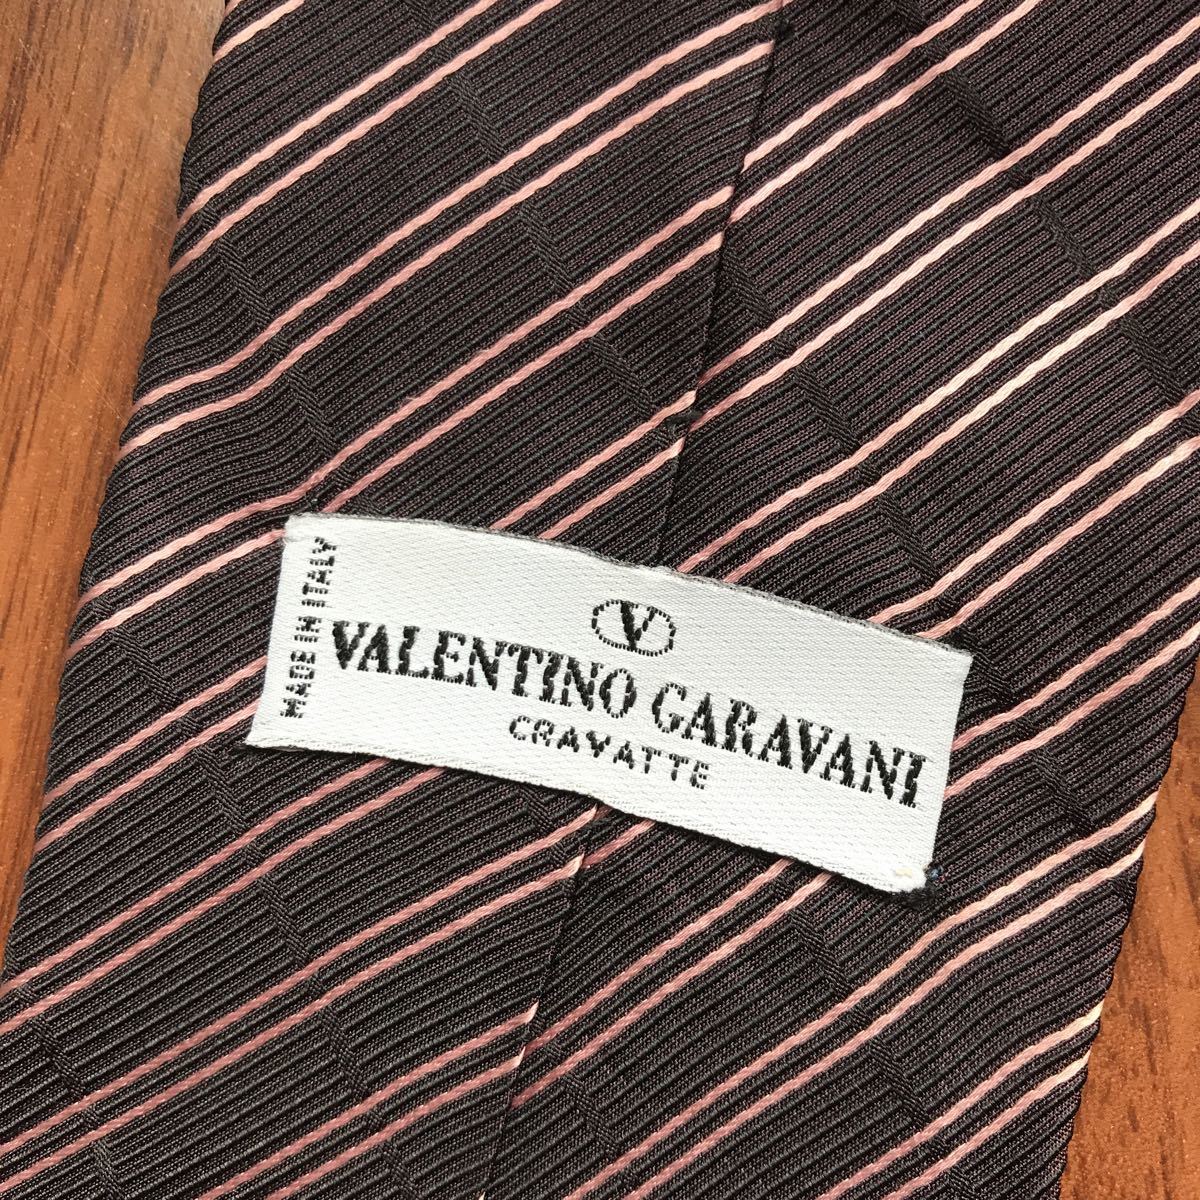 MADE IN ITALY
V
VALENTINO GARAVANI
CRAVATTE